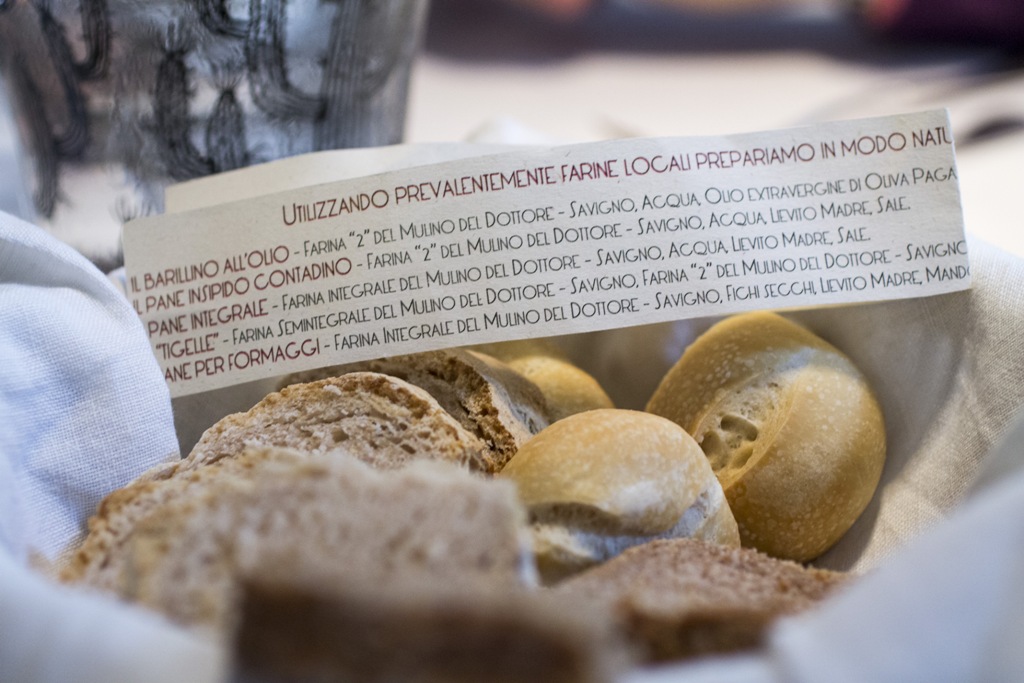 UTILIZZANDO PREVALENTEMENTE FARINE LOCALI PREPARIAMO IN MODO NATU
IL BARILLINO ALL'OLIO - FARINA "2" DEL MULINO DEL DOTTORE - SAVIGNO, ACQUA, OLIO EXTRAVERGINE DI OLIVA PAGA
IL PANE INSIPIDO CONTADINO - FARINA "2" DEL MULINO DEL DOTTORE - SAVIGNO, ACQUA, LIEVITO MADRE, SALE.
PANE INTEGRALE - FARINA INTEGRALE DEL MULINO DEL DOTTORE - SAVIGNO, ACQUA, LIEVITO MADRE, SALE.
"TIGELLE" - FARINA SEMINTEGRALE DEL MULINO DEL DOTTORE - SAVIGNO, FARINA "2" DEL MULINO DEL DOTTORE - SAVIGNO
ANE PER FORMAGGI - FARINA INTEGRALE DEL MULINO DEL DOTTORE - SAVIGNO, FICHI SECCHI, LIEVITO MADRE, MANDO